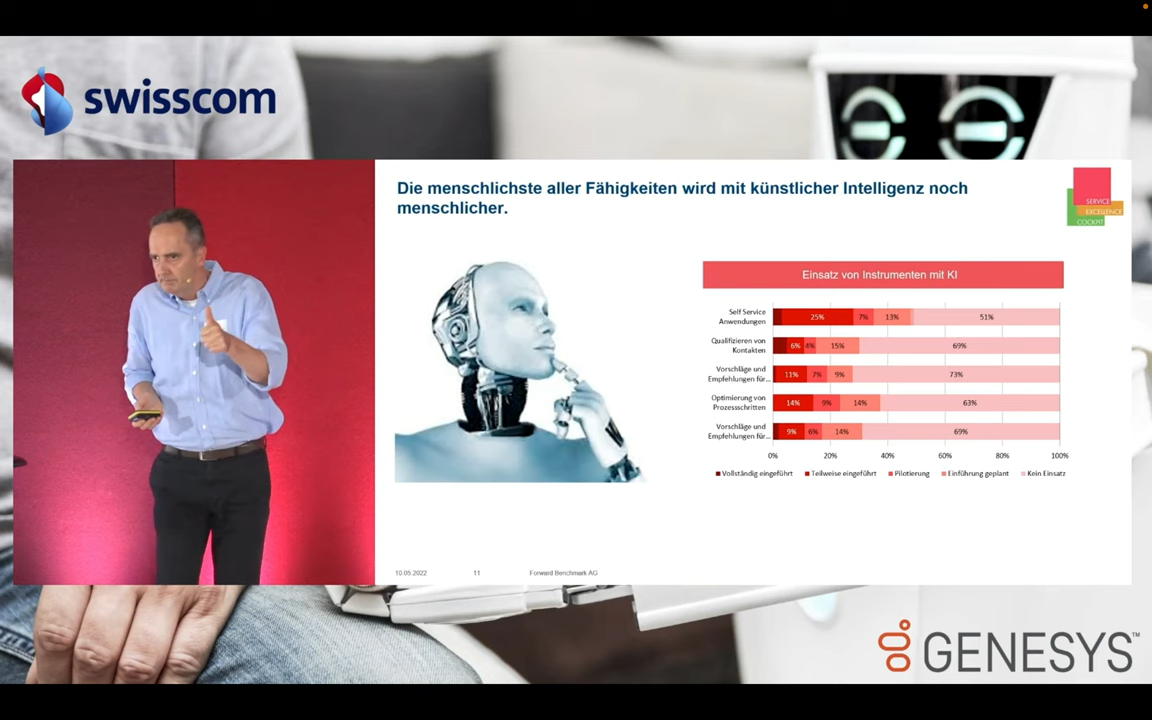 swisscom
Die menschlichste aller Fähigkeiten wird mit künstlicher Intelligenz noch
menschlicher.
SERVICE
EXCELLENCE
COCKPIT
Einsatz von Instrumenten mit KI
Self Service
Anwendungen
25% 7% 13% 51%
Qualifizieren von
Kontakten
6% 4% 15% 69%
Vorschläge und
Empfehlungen für...
11% 7% 9% 73%
Optimierung von
Prozessschritten
14% 9% 14% 63%
Vorschläge und
Empfehlungen für...
9% 6% 14% 69%
0% 20% 40% 60% 80% 100%
Vollständig eingeführt Teilweise eingeführt Pilotierung Einführung geplant Kein Einsatz
10.05.2022 11 Forward Benchmark AG
GENESYS™